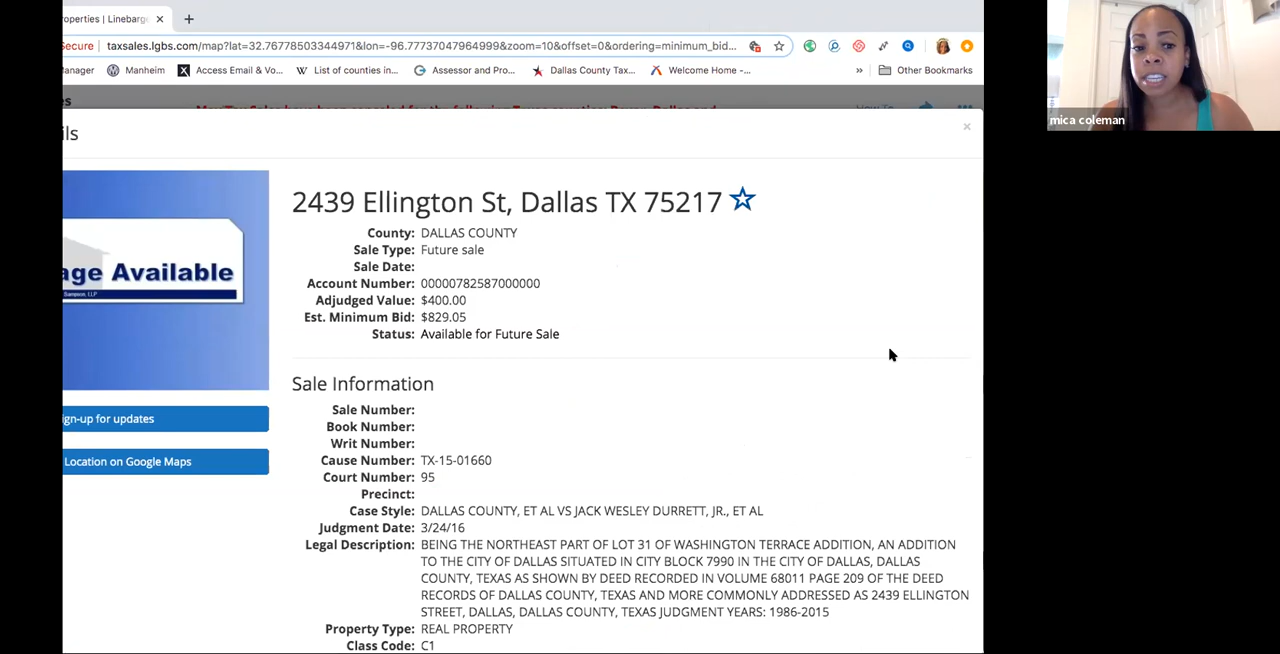 operties | Linebarg
Secure taxsales.lgbs.com/map?lat=32.76778503344971&lon=-96.77737047964999&zoom=10&offset=0&ordering=minimum_bid...
Manager Manheim Access Email & Vo... List of counties in... Assessor and Pro... Dallas County Tax... Welcome Home -... » Other Bookmarks
mica coleman
ils
×
2439 Ellington St, Dallas TX 75217
County: DALLAS COUNTY
Sale Type: Future sale
Sale Date:
Account Number: 00000782587000000
Adjudged Value: $400.00
Est. Minimum Bid: $829.05
Status: Available for Future Sale
age Available
Sale Information
Sale Number:
ign-up for updates
Book Number:
Writ Number:
Location on Google Maps
Cause Number: TX-15-01660
Court Number: 95
Precinct:
Case Style: DALLAS COUNTY, ET AL VS JACK WESLEY DURRETT, JR., ET AL
Judgment Date: 3/24/16
Legal Description: BEING THE NORTHEAST PART OF LOT 31 OF WASHINGTON TERRACE ADDITION, AN ADDITION
TO THE CITY OF DALLAS SITUATED IN CITY BLOCK 7990 IN THE CITY OF DALLAS, DALLAS
COUNTY, TEXAS AS SHOWN BY DEED RECORDED IN VOLUME 68011 PAGE 209 OF THE DEED
RECORDS OF DALLAS COUNTY, TEXAS AND MORE COMMONLY ADDRESSED AS 2439 ELLINGTON
STREET, DALLAS, DALLAS COUNTY, TEXAS JUDGMENT YEARS: 1986-2015
Property Type: REAL PROPERTY
Class Code: C1